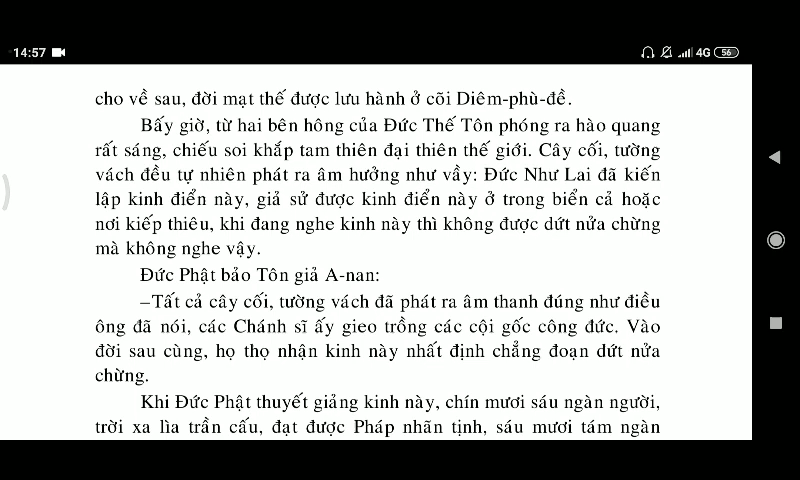 14:57
4G 56
cho về sau, đời mạt thế được lưu hành ở cõi Diêm-phù-đề.
Bấy giờ, từ hai bên hông của Đức Thế Tôn phóng ra hào quang
rất sáng, chiếu soi khắp tam thiên đại thiên thế giới. Cây cối, tường
vách đều tự nhiên phát ra âm hưởng như vầy: Đức Như Lai đã kiến
lập kinh điển này, giả sử được kinh điển này ở trong biển cả hoặc
nơi kiếp thiêu, khi đang nghe kinh này thì không được dứt nửa chừng
mà không nghe vậy.
Đức Phật bảo Tôn giả A-nan:
–Tất cả cây cối, tường vách đã phát ra âm thanh đúng như điều
ông đã nói, các Chánh sĩ ấy gieo trồng các cội gốc công đức. Vào
đời sau cùng, họ thọ nhận kinh này nhất định chẳng đoạn dứt nửa
chừng.
Khi Đức Phật thuyết giảng kinh này, chín mươi sáu ngàn người,
trời xa lìa trần cấu, đạt được Pháp nhãn tịnh, sáu mươi tám ngàn